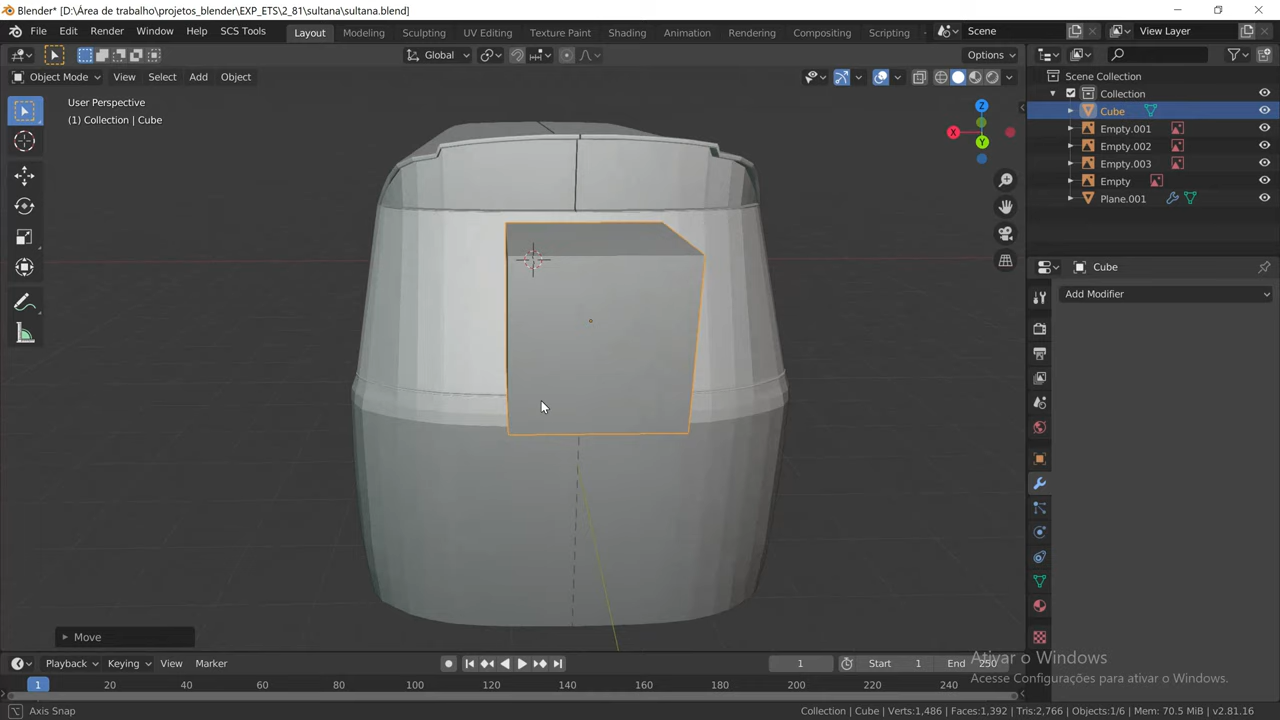 Blender* [D:\Área de trabalho\projetos_blender\EXP_ETS\2_81\sultana\sultana.blend]
File Edit Render Window Help SCS Tools Layout Modeling Sculpting UV Editing Texture Paint Shading Animation Rendering Compositing Scripting Scene View Layer
Global Options
Object Mode View Select Add Object
User Perspective
(1) Collection | Cube
Scene Collection
Collection
Cube
Empty.001
Empty.002
Empty.003
Empty
Plane.001
Z
X
Y
Cube
Add Modifier
Move
Playback Keying View Marker 1 Start 1 End 250
1 20 40 60 80 100 120 140 160 180 200 220 240
Ativar o Windows
Acesse Configurações para ativar o Windows.
Axis Snap
Collection | Cube | Verts:1,486 | Faces:1,392 | Tris:2,766 | Objects:1/6 | Mem: 70.5 MiB | v2.81.16